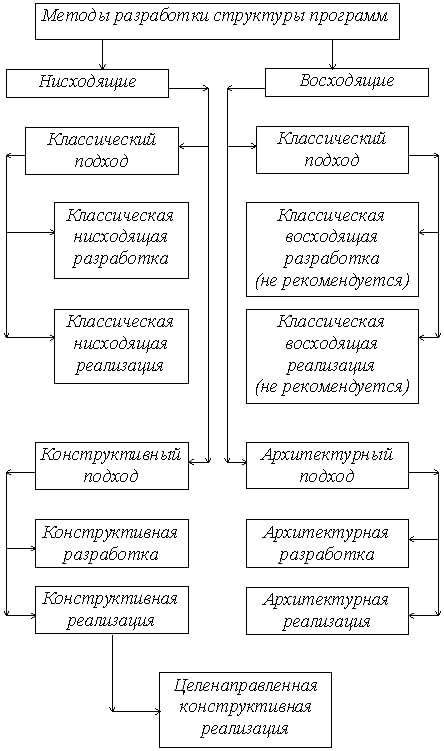 Методы разработки структуры программ
Нисходящие
Восходящие
Классический
подход
Классический
подход
Классическая
нисходящая
разработка
Классическая
восходящая
разработка
(не рекомендуется)
Классическая
нисходящая
реализация
Классическая
восходящая
реализация
(не рекомендуется)
Конструктивный
подход
Архитектурный
подход
Конструктивная
разработка
Архитектурная
разработка
Конструктивная
реализация
Архитектурная
реализация
Целенаправленная
конструктивная
реализация